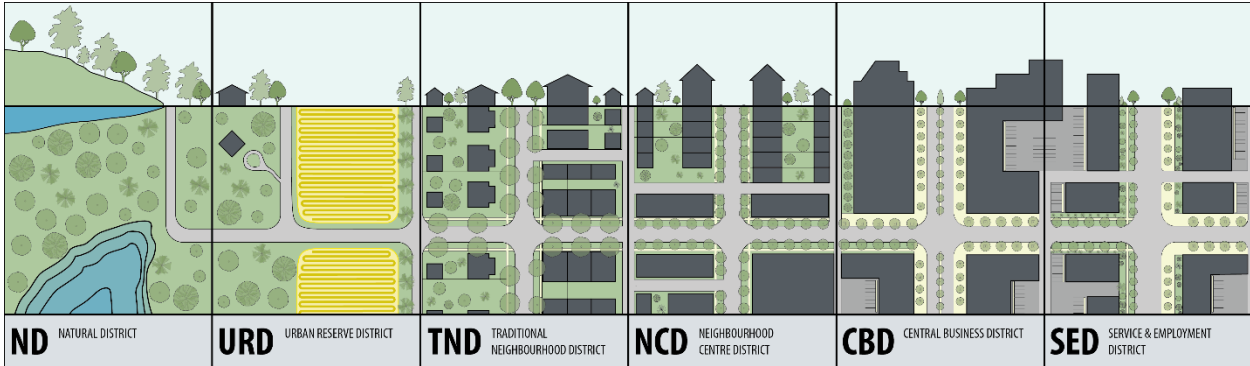 ND NATURAL DISTRICT
URD URBAN RESERVE DISTRICT
TND TRADITIONAL
NEIGHBOURHOOD DISTRICT
NCD NEIGHBOURHOOD
CENTRE DISTRICT
CBD CENTRAL BUSINESS DISTRICT
SED SERVICE & EMPLOYMENT
DISTRICT